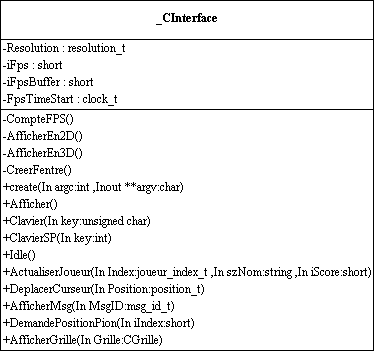 _CInterface
-Resolution : resolution_t
-iFps : short
-iFpsBuffer : short
-FpsTimeStart : clock_t
-CompteFPS()
-AfficherEn2D()
-AfficherEn3D()
-CreerFentre()
+create(In argc:int ,Inout **argv:char)
+Afficher()
+Clavier(In key:unsigned char)
+ClavierSP(In key:int)
+Idle()
+ActualiserJoueur(In Index:joueur_index_t ,In szNom:string ,In iScore:short)
+DeplacerCurseur(In Position:position_t)
+AfficherMsg(In MsgID:msg_id_t)
+DemandePositionPion(In iIndex:short)
+AfficherGrille(In Grille:CGrille)